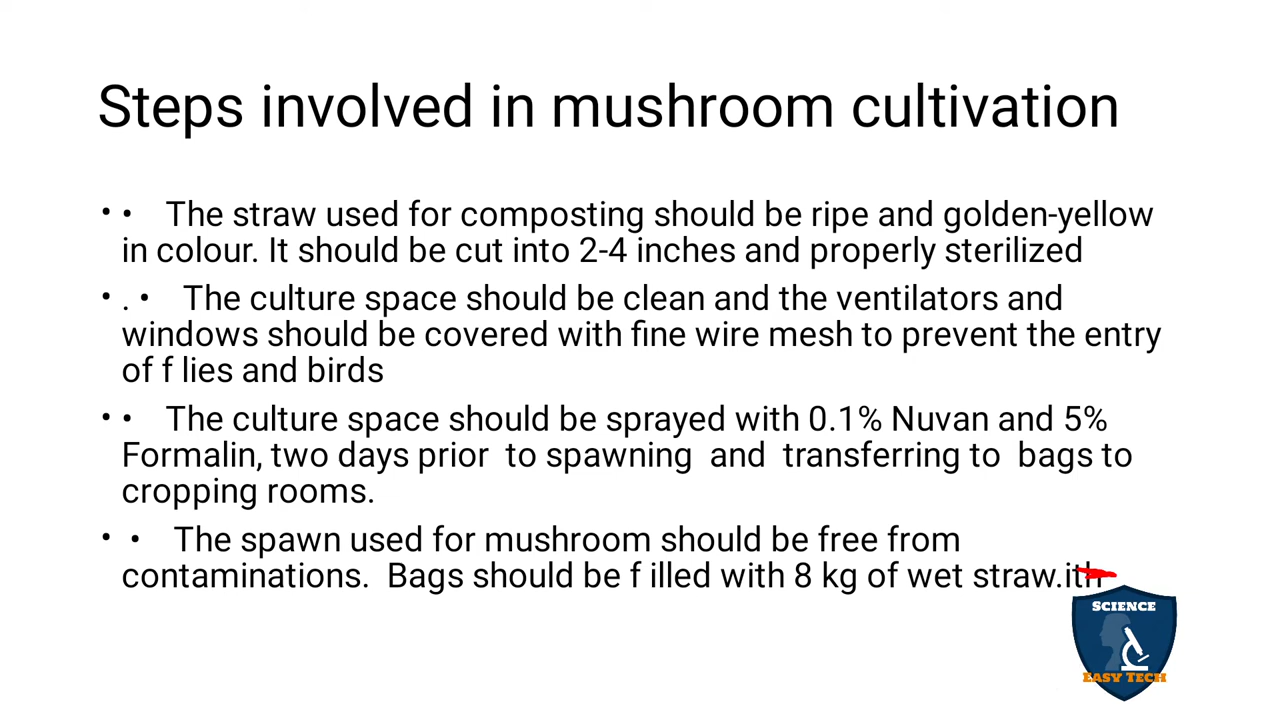 Steps involved in mushroom cultivation
• • The straw used for composting should be ripe and golden-yellow
in colour. It should be cut into 2-4 inches and properly sterilized
• . • The culture space should be clean and the ventilators and
windows should be covered with fine wire mesh to prevent the entry
of f lies and birds
• • The culture space should be sprayed with 0.1% Nuvan and 5%
Formalin, two days prior to spawning and transferring to bags to
cropping rooms.
• • The spawn used for mushroom should be free from
contaminations. Bags should be f illed with 8 kg of wet straw.ith
SCIENCE
EASY TECH